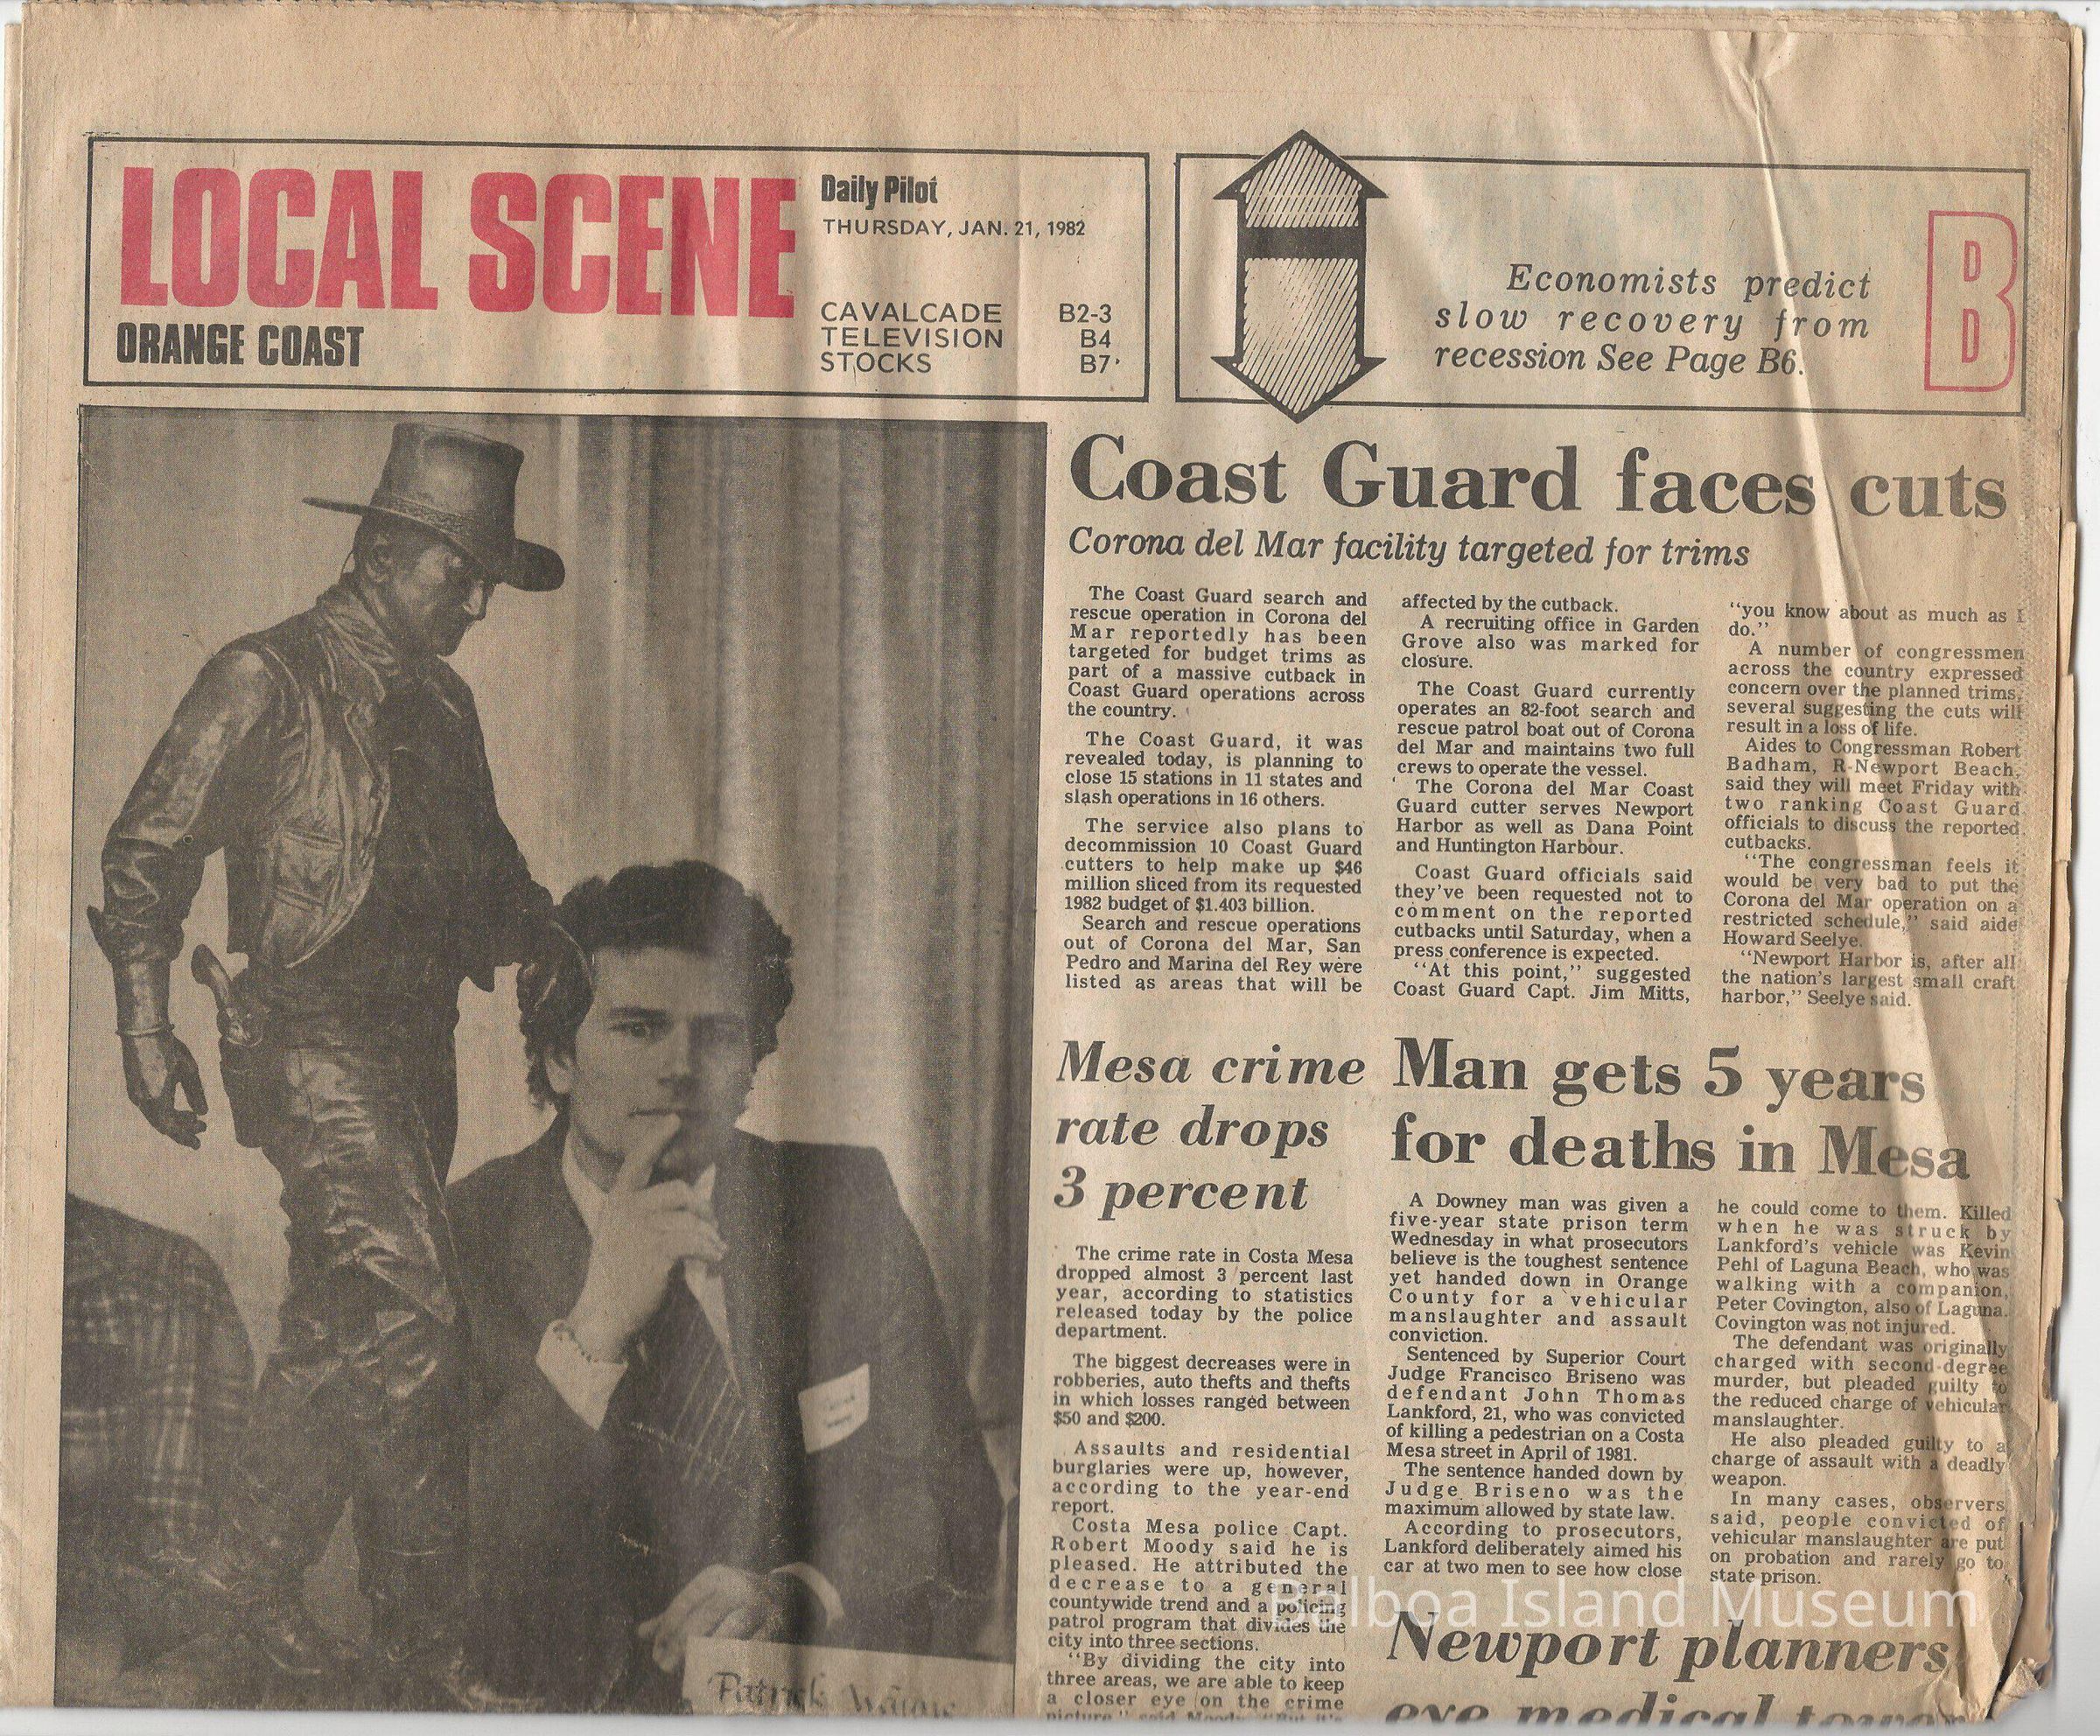 LOCAL SCENE
ORANGE COAST
Daily Pilot
THURSDAY, JAN. 21, 1982
CAVALCADE B2-3
TELEVISION B4
STOCKS B7
Economists predict
slow recovery from
recession See Page B6.
B
Coast Guard faces cuts
Corona del Mar facility targeted for trims
The Coast Guard search and
rescue operation in Corona del
Mar reportedly has been
targeted for budget trims as
part of a massive cutback in
Coast Guard operations across
the country.
The Coast Guard, it was
revealed today, is planning to
close 15 stations in 11 states and
slash operations in 16 others.
The service also plans to
decommission 10 Coast Guard
cutters to help make up $46
million sliced from its requested
1982 budget of $1.403 billion.
Search and rescue operations
out of Corona del Mar, San
Pedro and Marina del Rey were
listed as areas that will be
affected by the cutback.
A recruiting office in Garden
Grove also was marked for
closure.
The Coast Guard currently
operates an 82-foot search and
rescue patrol boat out of Corona
del Mar and maintains two full
crews to operate the vessel.
The Corona del Mar Coast
Guard cutter serves Newport
Harbor as well as Dana Point
and Huntington Harbour.
Coast Guard officials said
they've been requested not to
comment on the reported
cutbacks until Saturday, when a
press conference is expected.
"At this point," suggested
Coast Guard Capt. Jim Mitts,
"you know about as much as I
do."
A number of congressmen
across the country expressed
concern over the planned trims,
several suggesting the cuts will
result in a loss of life.
Aides to Congressman Robert
Badham, R-Newport Beach,
said they will meet Friday with
two ranking Coast Guard
officials to discuss the reported
cutbacks.
"The congressman feels it
would be very bad to put the
Corona del Mar operation on a
restricted schedule," said aide
Howard Seelye.
"Newport Harbor is, after all
the nation's largest small craft
harbor," Seelye said.
Mesa crime
rate drops
3 percent
The crime rate in Costa Mesa
dropped almost 3 percent last
year, according to statistics
released today by the police
department.
The biggest decreases were in
robberies, auto thefts and thefts
in which losses ranged between
$50 and $200.
Assaults and residential
burglaries were up, however,
according to the year-end
report.
Costa Mesa police Capt.
Robert Moody said he is
pleased. He attributed the
decrease to a general
countywide trend and a policing
patrol program that divides the
city into three sections.
"By dividing the city into
three areas, we are able to keep
a closer eye on the crime
picture," said Moody. "But it's
Man gets 5 years
for deaths in Mesa
A Downey man was given a
five-year state prison term
Wednesday in what prosecutors
believe is the toughest sentence
yet handed down in Orange
County for a vehicular
manslaughter and assault
conviction.
Sentenced by Superior Court
Judge Francisco Briseno was
defendant John Thomas
Lankford, 21, who was convicted
of killing a pedestrian on a Costa
Mesa street in April of 1981.
The sentence handed down by
Judge Briseno was the
maximum allowed by state law.
According to prosecutors,
Lankford deliberately aimed his
car at two men to see how close
he could come to them. Killed
when he was struck by
Lankford's vehicle was Kevin
Pehl of Laguna Beach, who was
walking with a companion,
Peter Covington, also of Laguna.
Covington was not injured.
The defendant was originally
charged with second-degree
murder, but pleaded guilty to
the reduced charge of vehicular
manslaughter.
He also pleaded guilty to a
charge of assault with a deadly
weapon.
In many cases, observers
said, people convicted of
vehicular manslaughter are put
on probation and rarely go to
state prison.
Newport planners
eye medical tower
Patrick Wayne
Balboa Island Museum